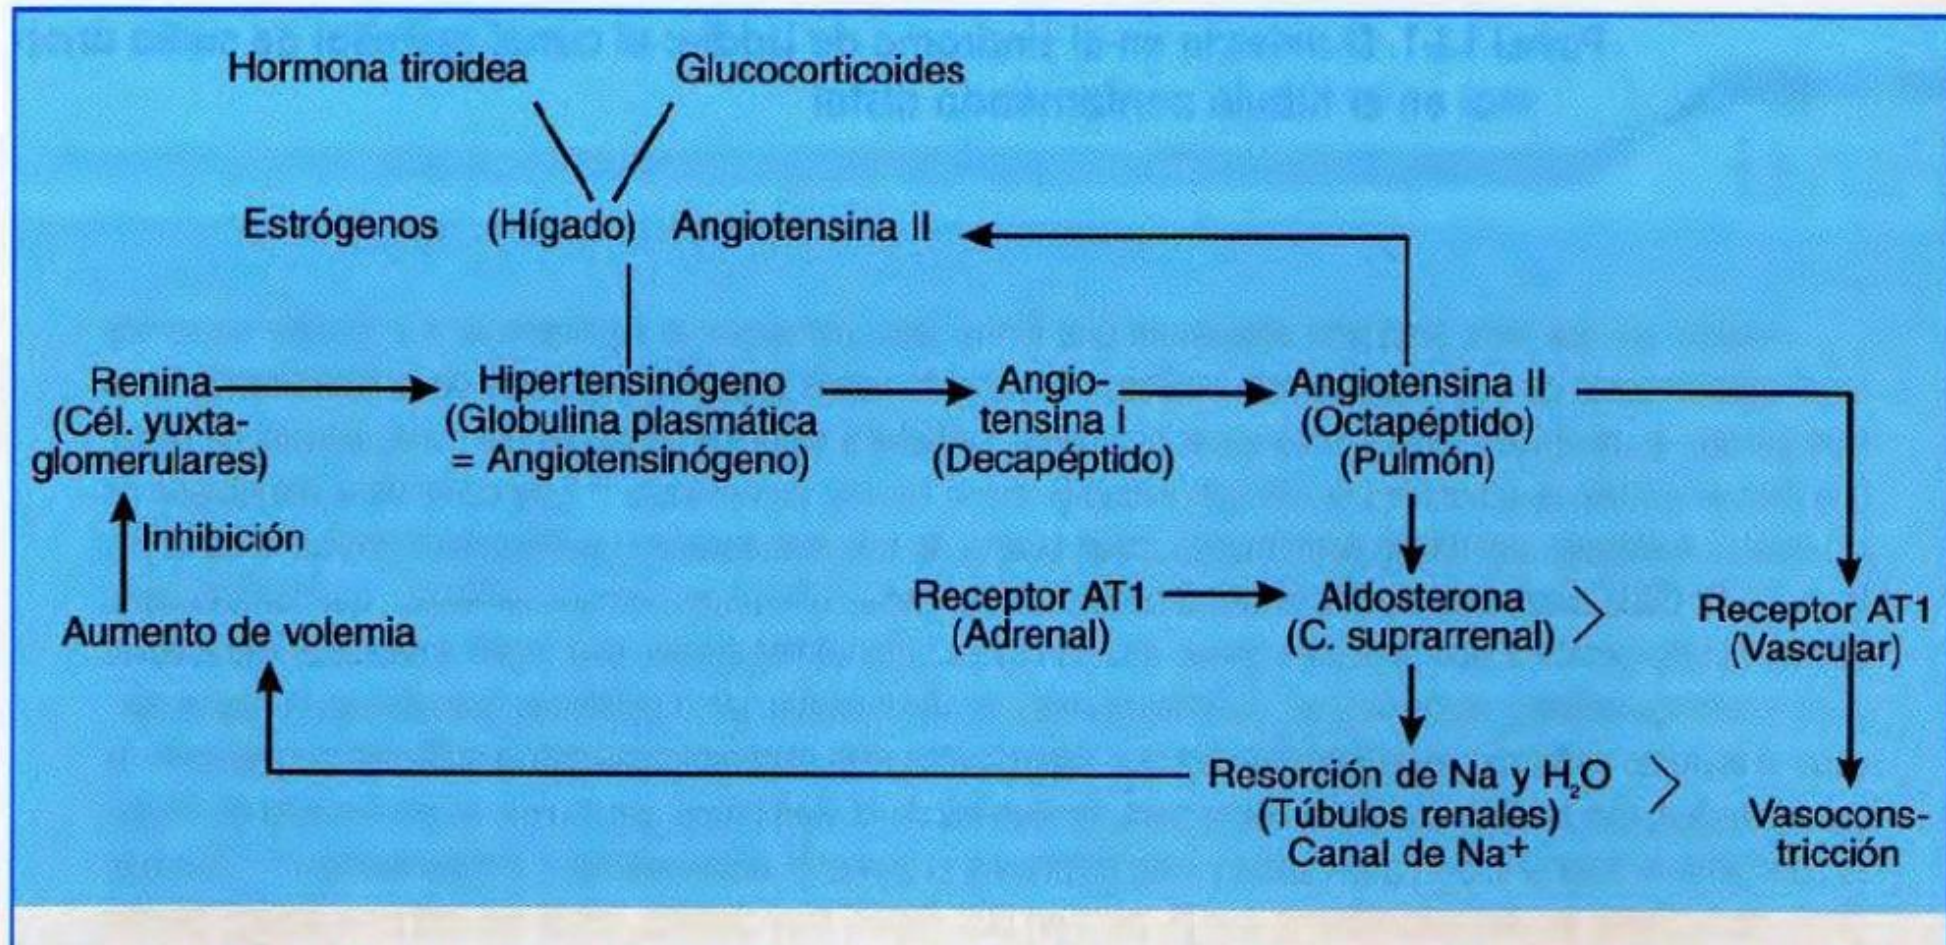 Hormona tiroidea
Glucocorticoides
Estrógenos
(Hígado)
Angiotensina II
Renina
(Cél. yuxta-
glomerulares)
Hipertensinógeno
(Globulina plasmática
= Angiotensinógeno)
Angio-
tensina I
(Decapéptido)
Angiotensina II
(Octapéptido)
(Pulmón)
Inhibición
Aumento de volemia
Receptor AT1
(Adrenal)
Aldosterona
(C. suprarrenal)
Receptor AT1
(Vascular)
Resorción de Na y H₂O
(Túbulos renales)
Canal de Na⁺
Vasocons-
tricción